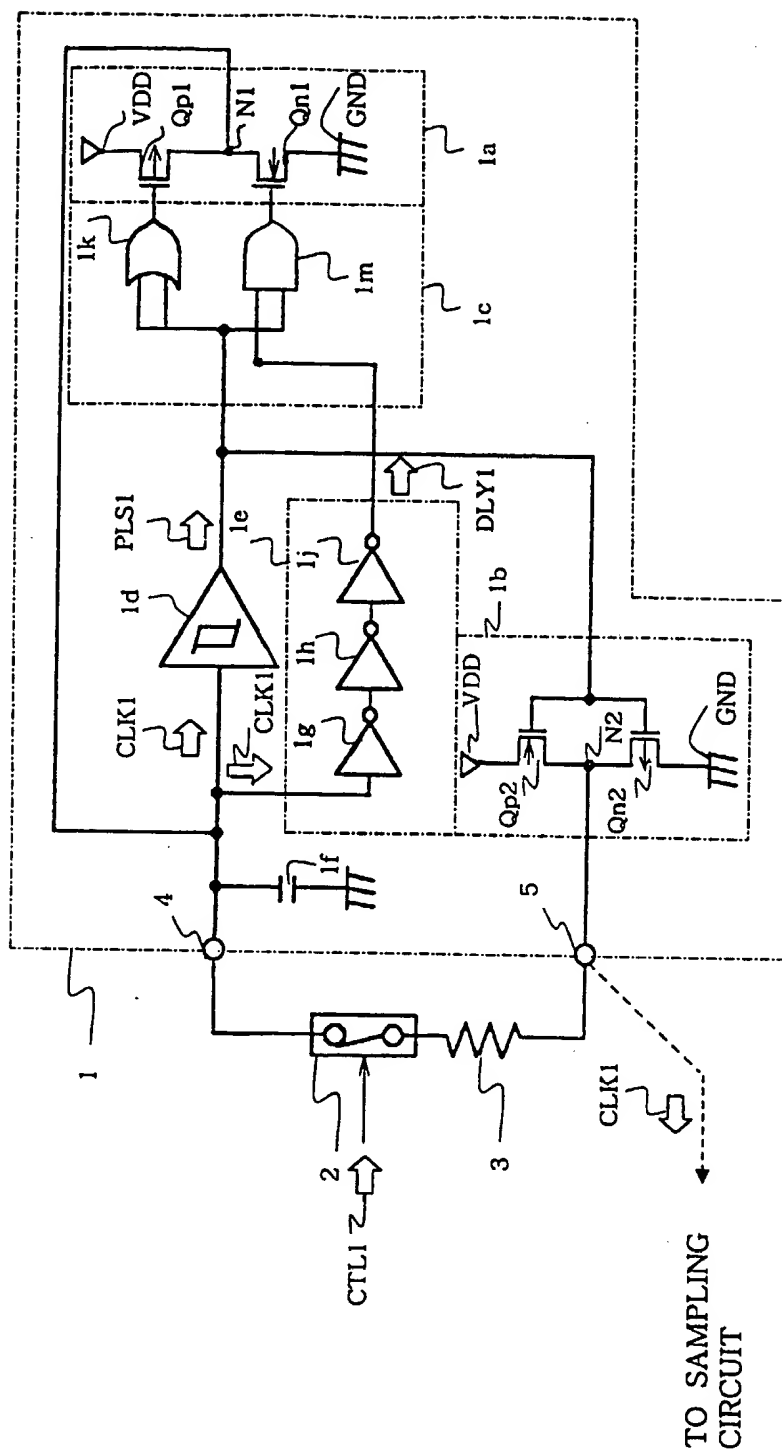 1
CTL1
2
3
4
5
CLK1
TO SAMPLING
CIRCUIT
1f
CLK1
CLK1
1d
PLS1
1e
1g
1h
1j
DLY1
1b
VDD
Qp2
N2
Qn2
GND
1k
1m
1c
VDD
Qp1
N1
Qn1
GND
1a